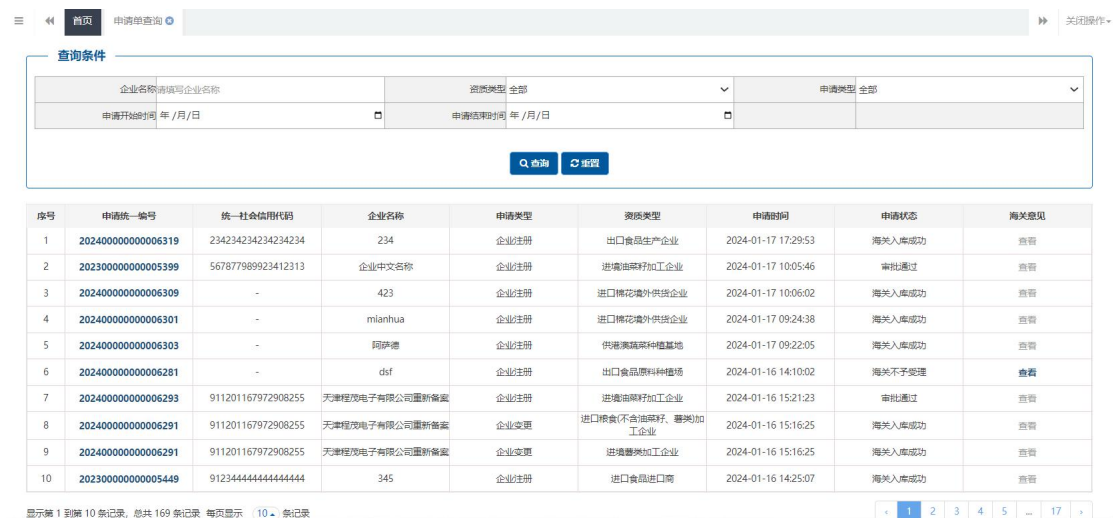 首页 申请单查询 关闭操作
查询条件
企业名称 请填写企业名称 资质类型 全部 申请类型 全部
申请开始时间 年 /月/日 申请结束时间 年 /月/日
查询 重置
序号 申请统一编号 统一社会信用代码 企业名称 申请类型 资质类型 申请时间 申请状态 海关意见
1 202400000000006319 234234234234234234 234 企业注册 出口食品生产企业 2024-01-17 17:29:53 海关入库成功 查看
2 202300000000005399 567877989923412313 企业中文名称 企业注册 进境油菜籽加工企业 2024-01-17 10:05:46 审批通过 查看
3 202400000000006309 - 423 企业注册 进口棉花境外供货企业 2024-01-17 10:06:02 海关入库成功 查看
4 202400000000006301 - mianhua 企业注册 进口棉花境外供货企业 2024-01-17 09:24:38 海关入库成功 查看
5 202400000000006303 - 阿萨德 企业注册 供港澳蔬菜种植基地 2024-01-17 09:22:05 海关入库成功 查看
6 202400000000006281 - dsf 企业注册 出口食品原料种植场 2024-01-16 14:10:02 海关不予受理 查看
7 202400000000006293 911201167972908255 天津程茂电子有限公司重新备案 企业注册 进境油菜籽加工企业 2024-01-16 15:21:23 审批通过 查看
8 202400000000006291 911201167972908255 天津程茂电子有限公司重新备案 企业变更 进口粮食(不含油菜籽、薯类)加
工企业 2024-01-16 15:16:25 海关入库成功 查看
9 202400000000006291 911201167972908255 天津程茂电子有限公司重新备案 企业变更 进境薯类加工企业 2024-01-16 15:16:25 海关入库成功 查看
10 202300000000005449 912344444444444444 345 企业注册 进口食品进口商 2024-01-16 14:25:07 海关入库成功 查看
显示第 1 到第 10 条记录, 总共 169 条记录 每页显示 10 条记录 ‹ 1 2 3 4 5 ... 17 ›